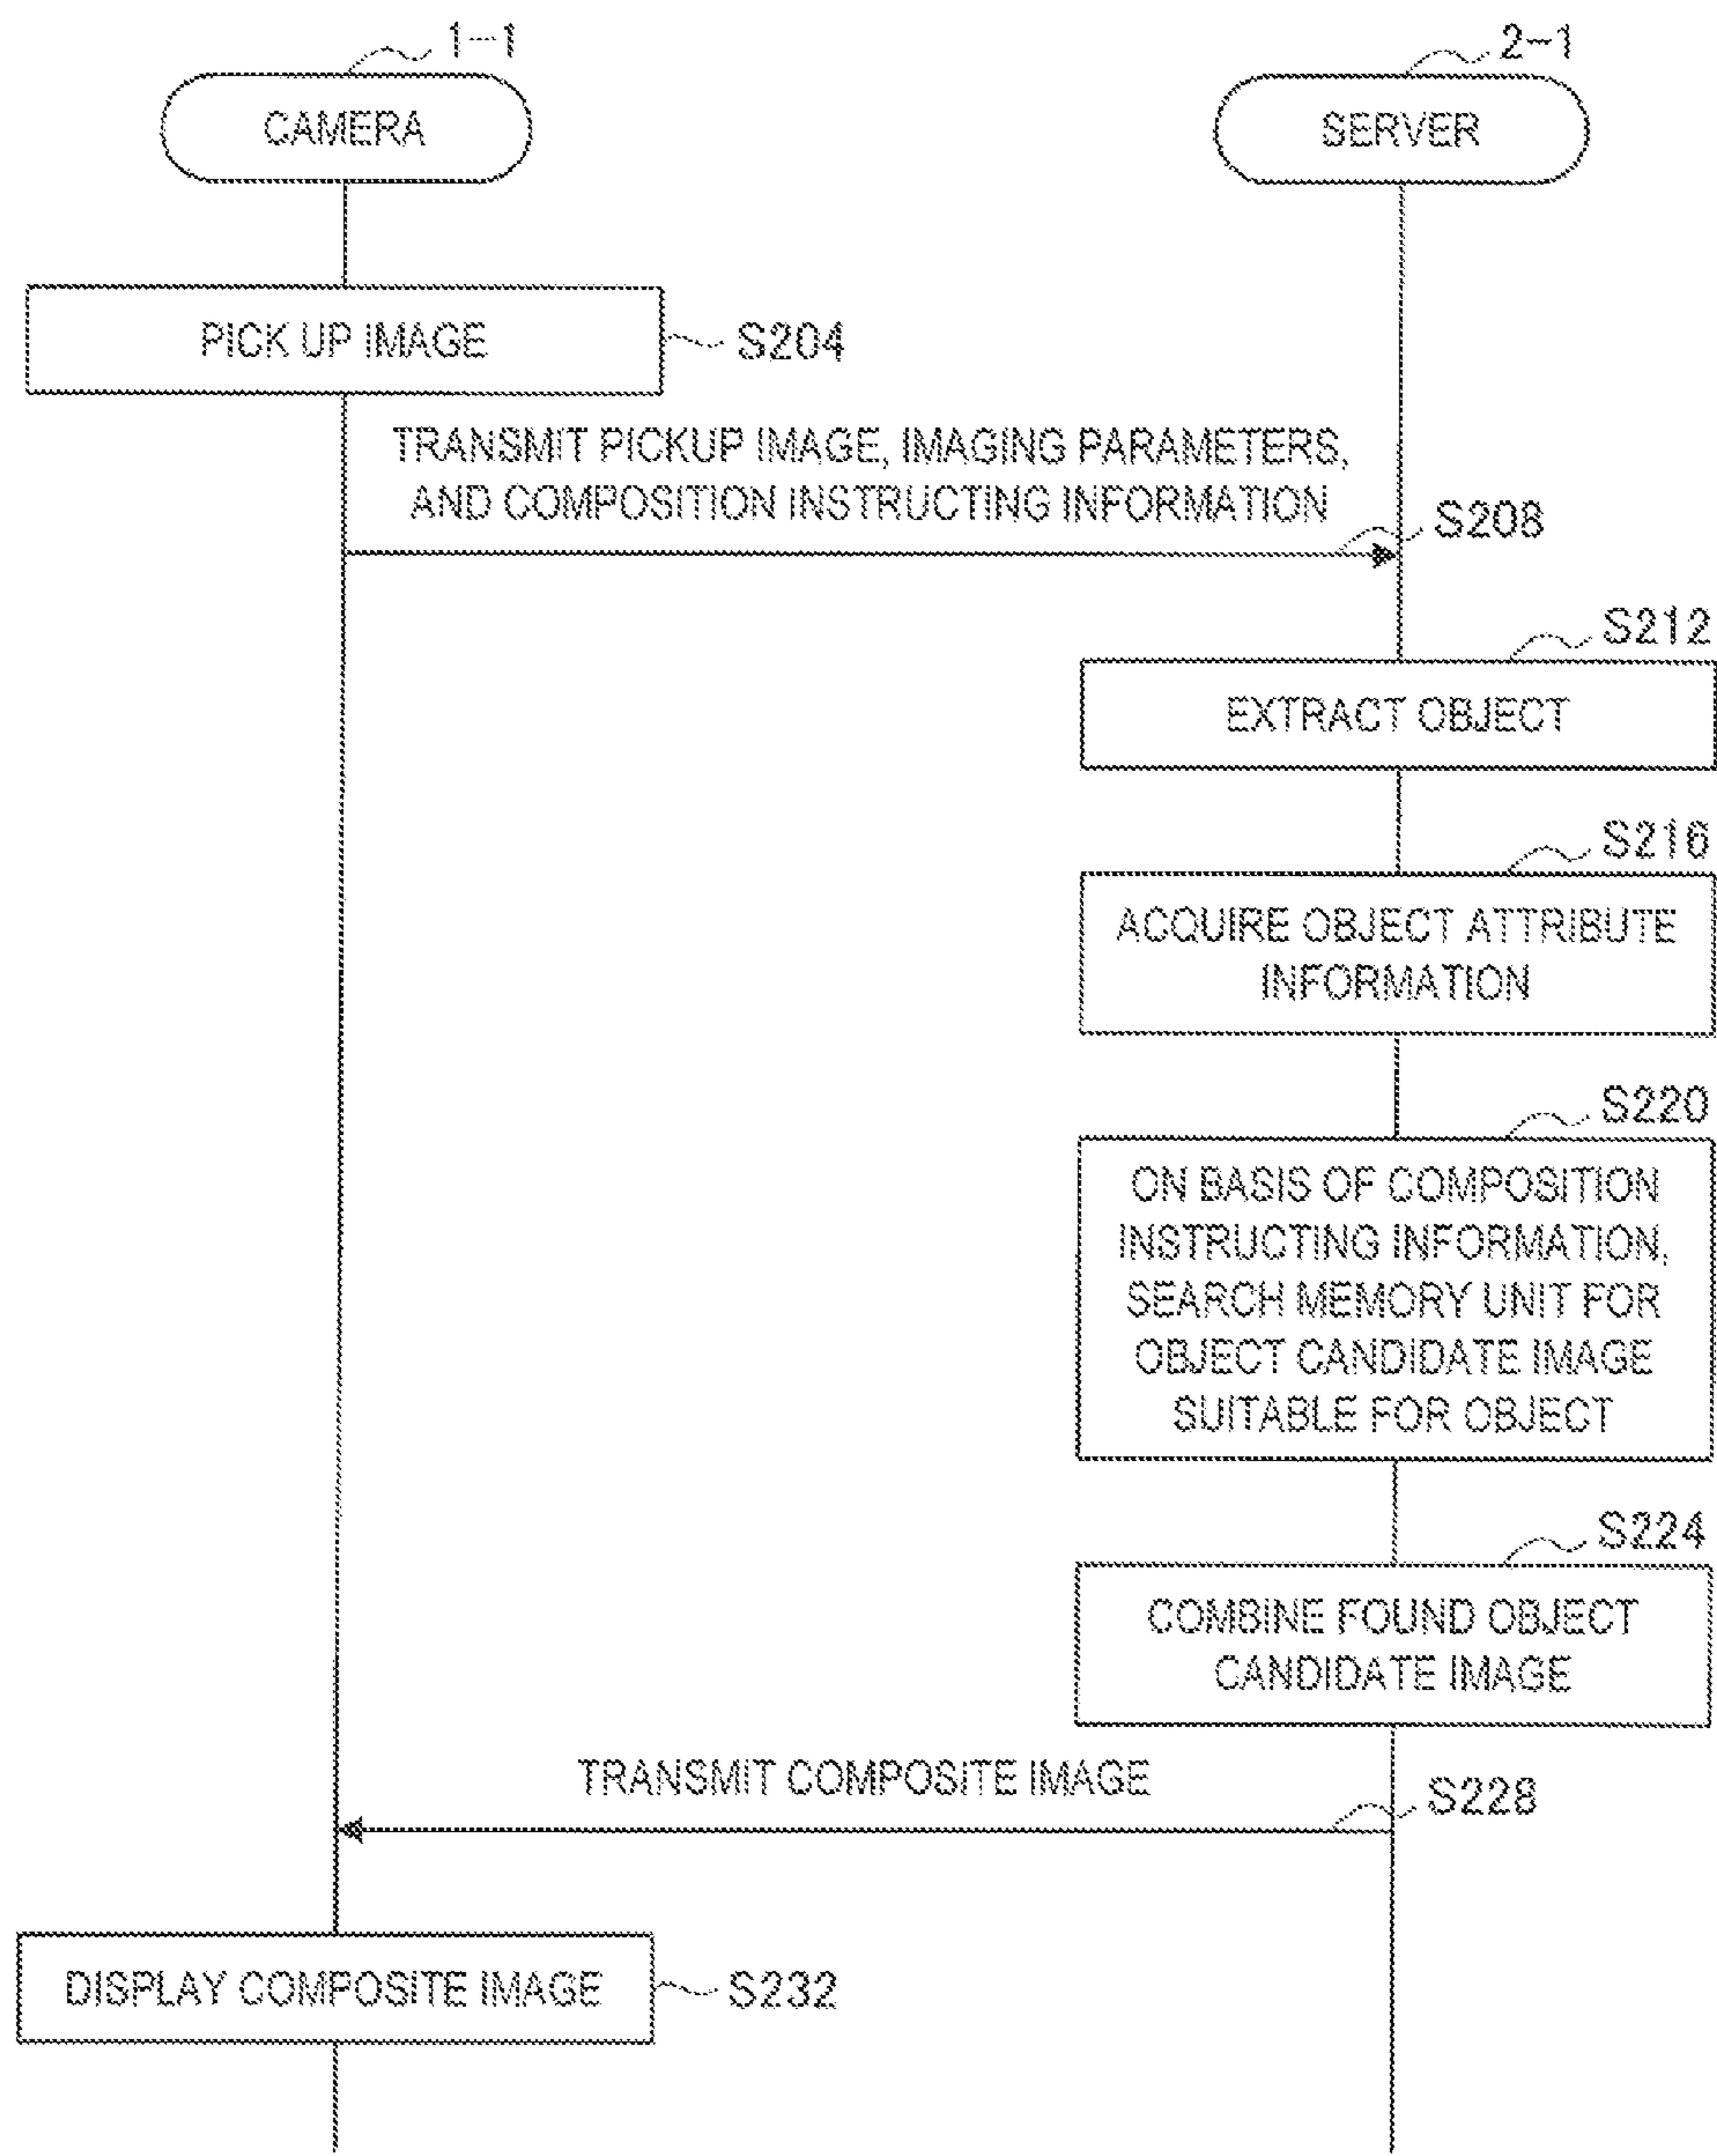 1-1
CAMERA
2-1
SERVER
PICK UP IMAGE
S204
TRANSMIT PICKUP IMAGE, IMAGING PARAMETERS,
AND COMPOSITION INSTRUCTING INFORMATION
S208
S212
EXTRACT OBJECT
S216
ACQUIRE OBJECT ATTRIBUTE
INFORMATION
S220
ON BASIS OF COMPOSITION
INSTRUCTING INFORMATION,
SEARCH MEMORY UNIT FOR
OBJECT CANDIDATE IMAGE
SUITABLE FOR OBJECT
S224
COMBINE FOUND OBJECT
CANDIDATE IMAGE
TRANSMIT COMPOSITE IMAGE
S228
DISPLAY COMPOSITE IMAGE
S232